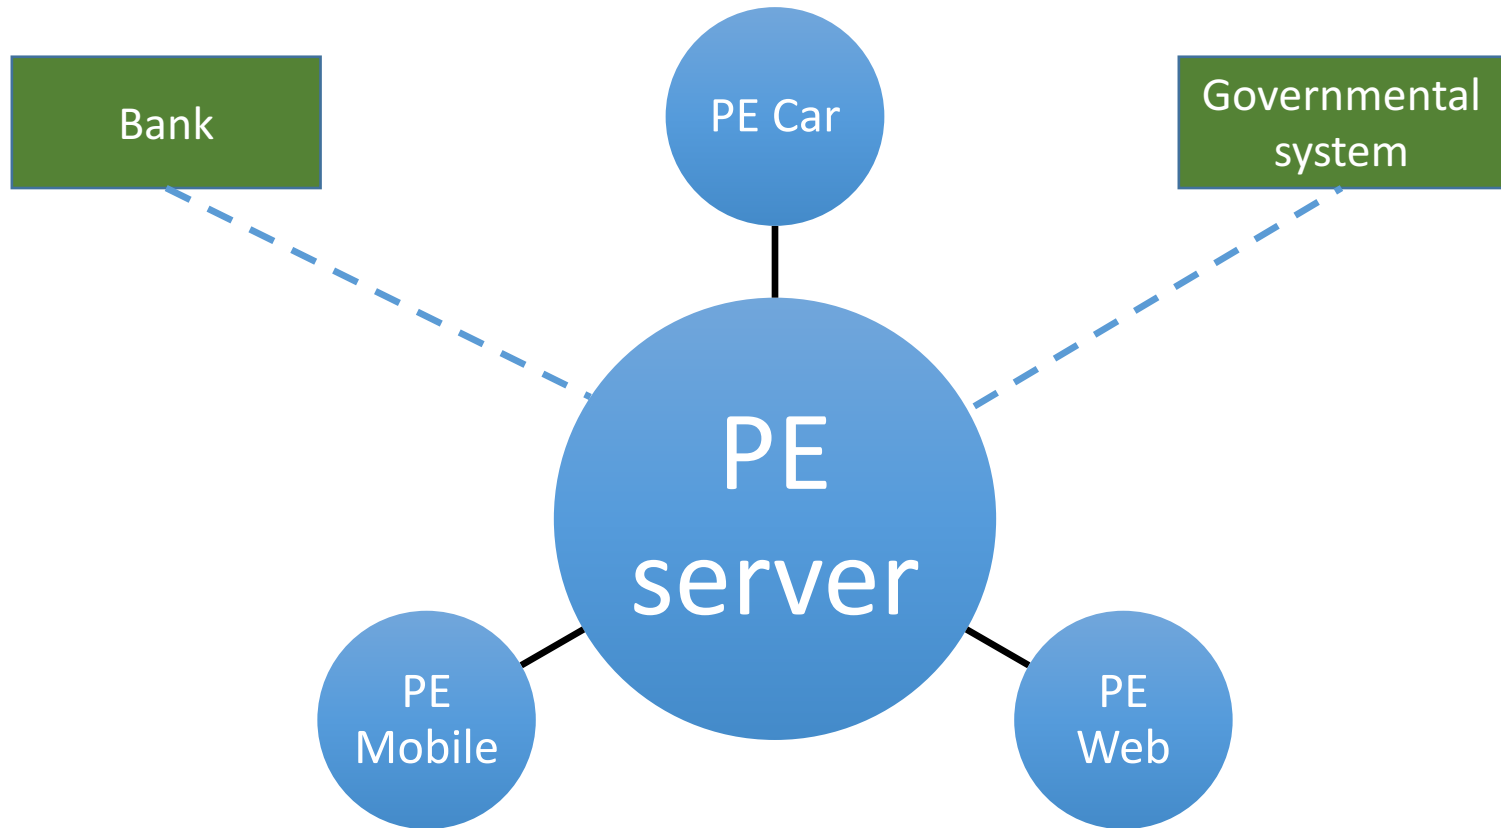 Bank
PE Car
Governmental
system
PE
server
PE
Mobile
PE
Web